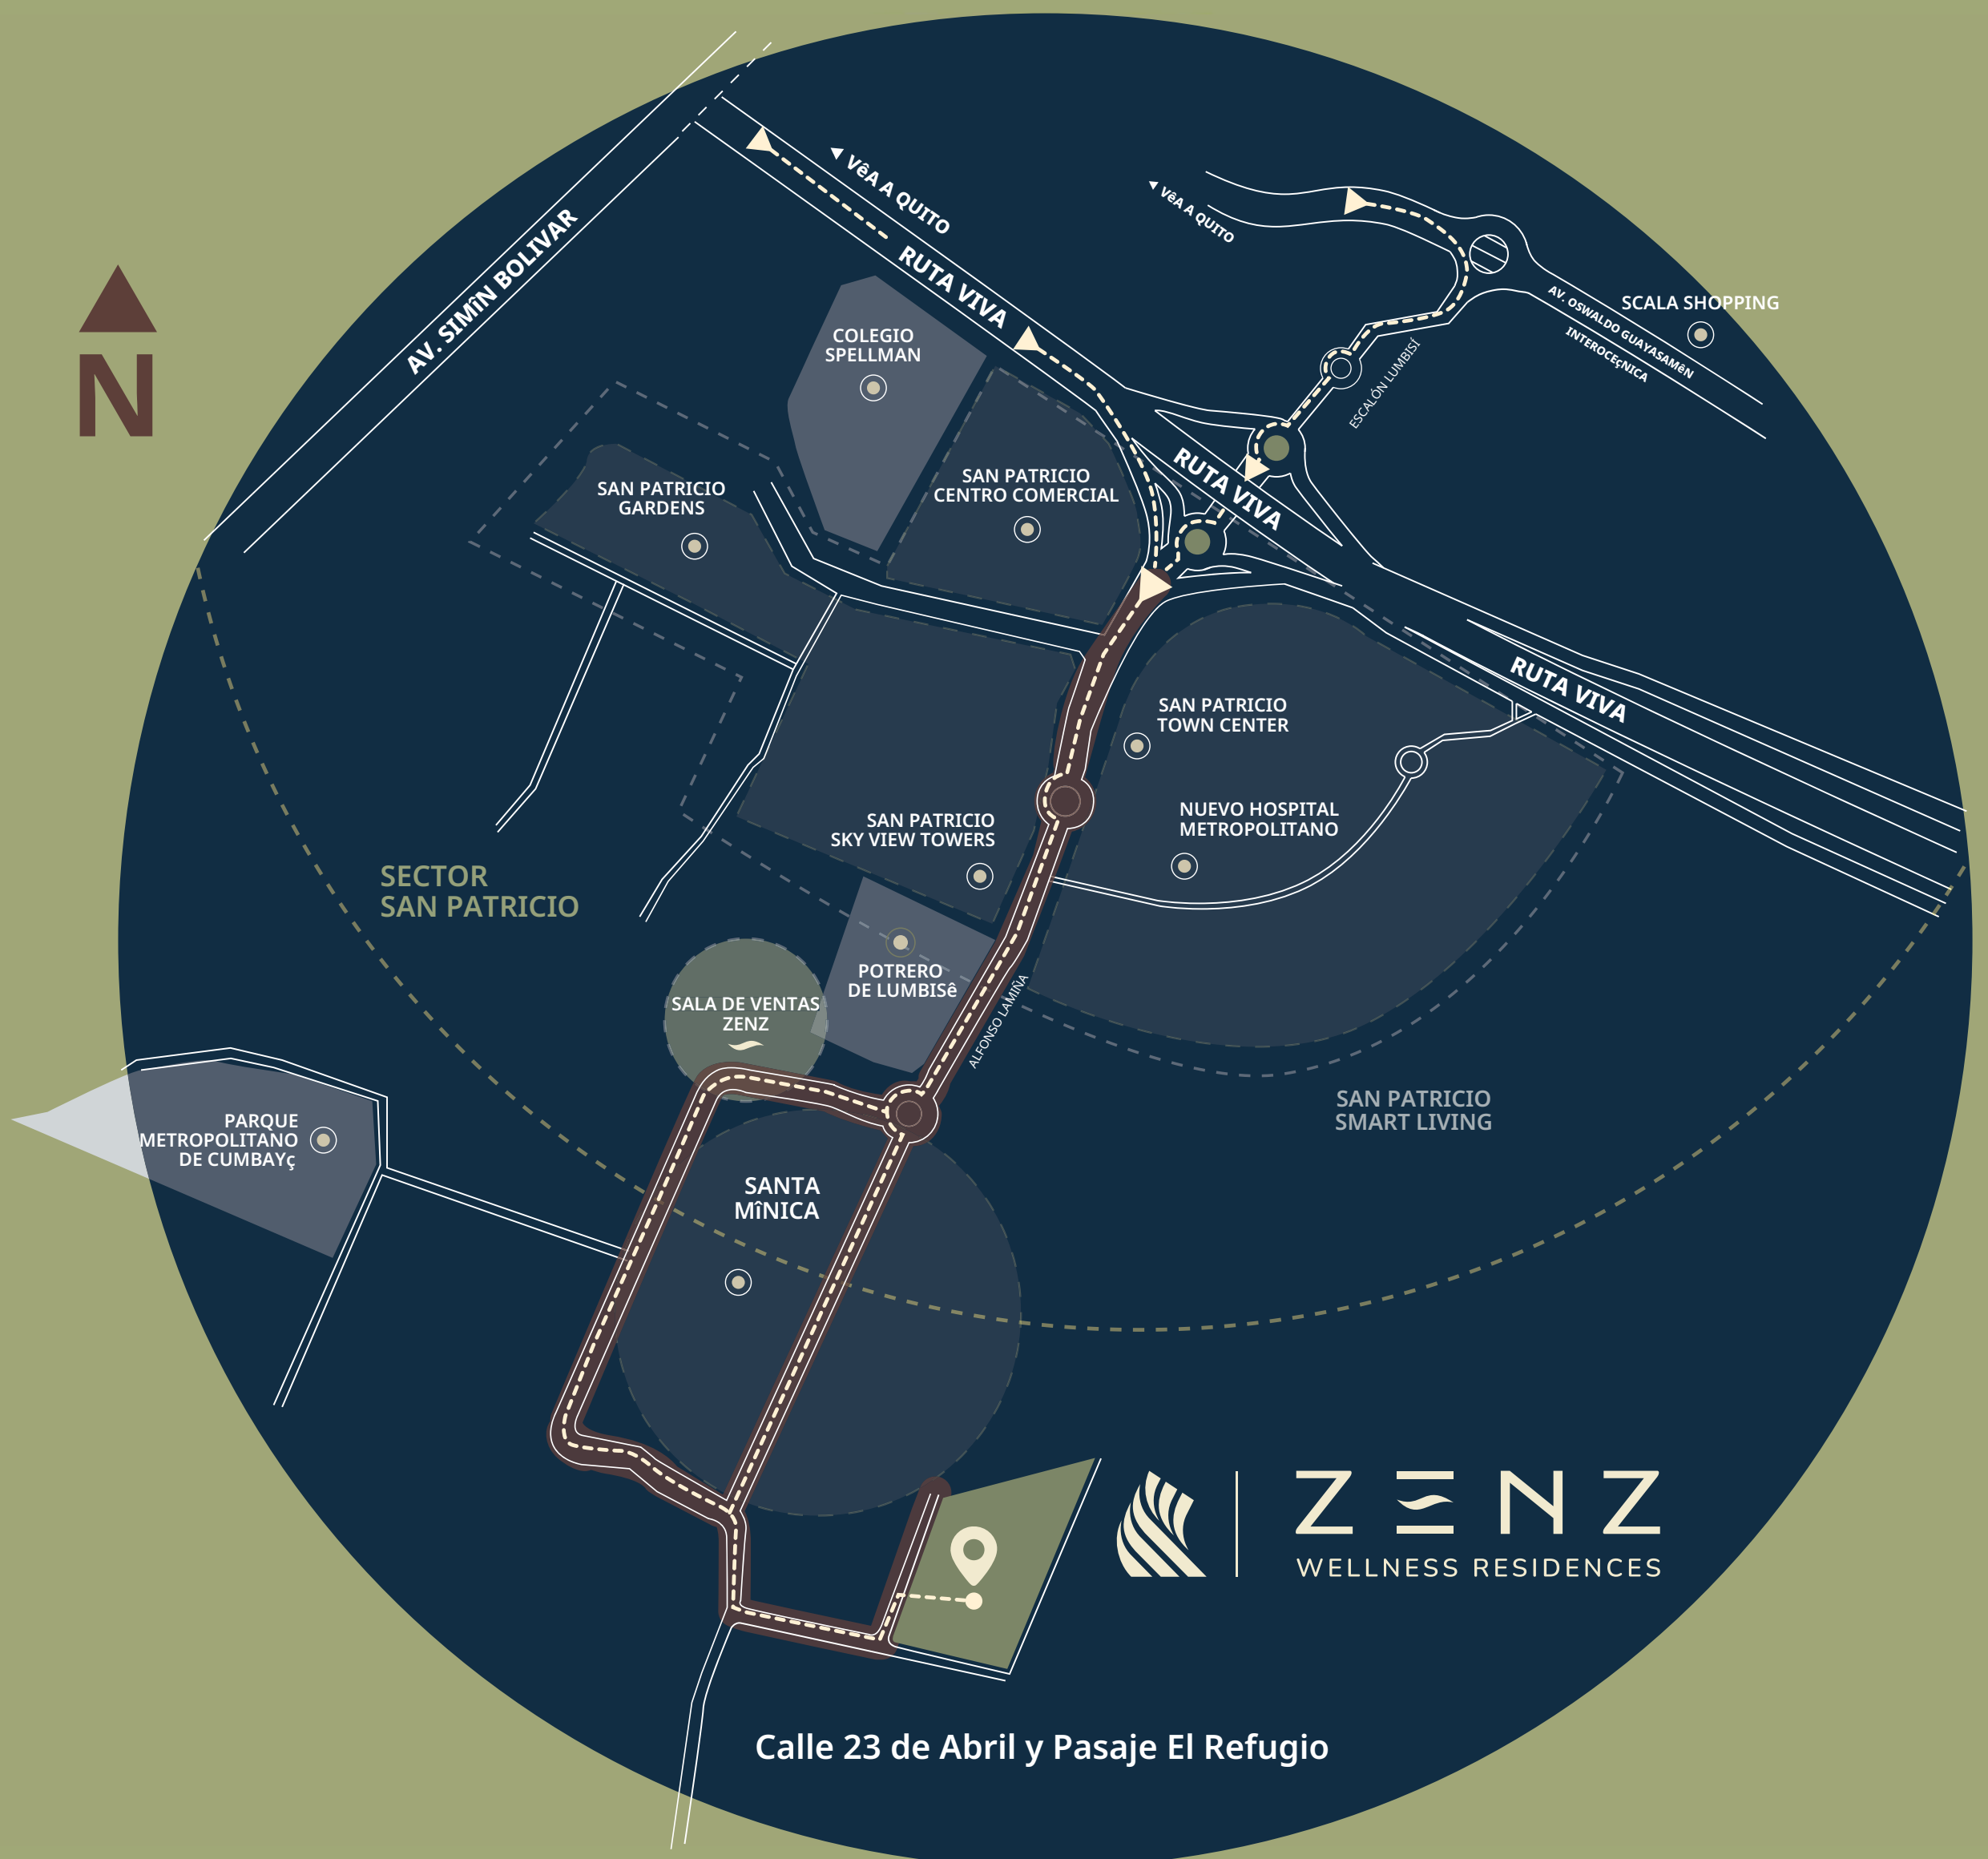 VêA A QUITO
VêA A QUITO
AV. SIMîN BOLIVAR
RUTA VIVA
N
SCALA SHOPPING
AV. OSWALDO GUAYASAMêN
INTEROCEçNICA
ESCALÓN LUMBISÍ
COLEGIO
SPELLMAN
SAN PATRICIO
CENTRO COMERCIAL
RUTA VIVA
SAN PATRICIO
GARDENS
RUTA VIVA
SAN PATRICIO
TOWN CENTER
NUEVO HOSPITAL
METROPOLITANO
SAN PATRICIO
SKY VIEW TOWERS
SECTOR
SAN PATRICIO
POTRERO
DE LUMBISê
SALA DE VENTAS
ZENZ
ALFONSO LAMIÑA
SAN PATRICIO
SMART LIVING
PARQUE
METROPOLITANO
DE CUMBAYç
SANTA
MîNICA
ZENZ
WELLNESS RESIDENCES
Calle 23 de Abril y Pasaje El Refugio